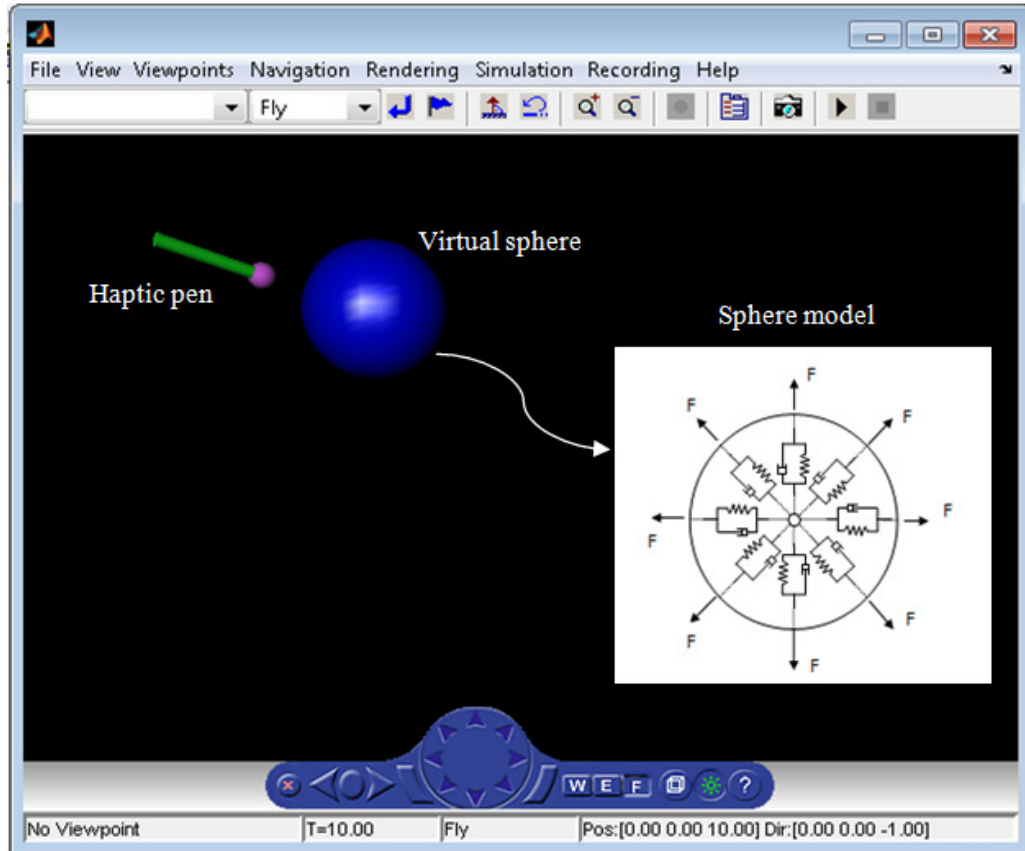 File View Viewpoints Navigation Rendering Simulation Recording Help
Fly
Virtual sphere
Haptic pen
Sphere model
F
F
F
F
F
F
F
F
W E F ?
No Viewpoint T=10.00 Fly Pos:[0.00 0.00 10.00] Dir:[0.00 0.00 -1.00]